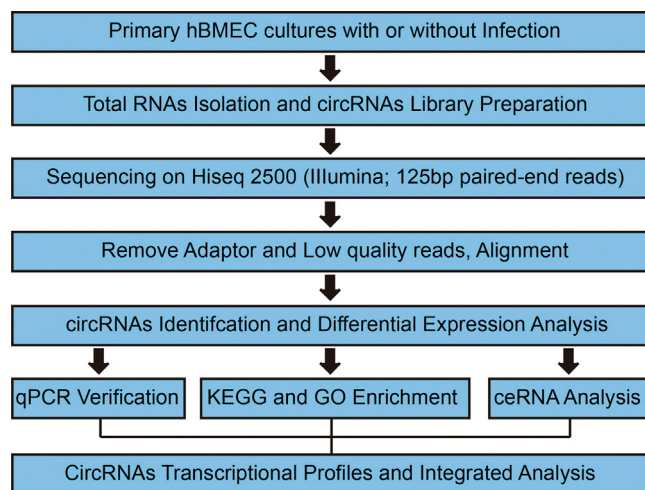 Primary hBMEC cultures with or without Infection
Total RNAs Isolation and circRNAs Library Preparation
Sequencing on Hiseq 2500 (IIIumina; 125bp paired-end reads)
Remove Adaptor and Low quality reads, Alignment
circRNAs Identifcation and Differential Expression Analysis
qPCR Verification
KEGG and GO Enrichment
ceRNA Analysis
CircRNAs Transcriptional Profiles and Integrated Analysis